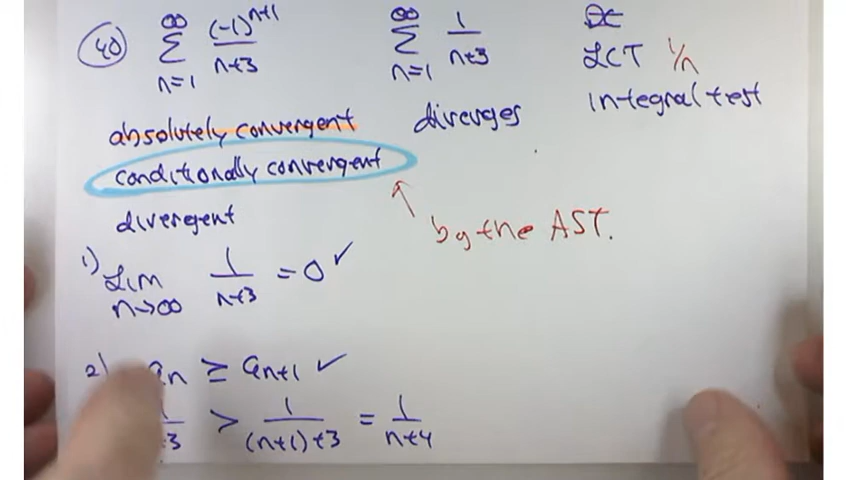 40 ∞ ∑ n=1 (-1)^n+1 / n+3
∞ ∑ n=1 1 / n+3
LCT 1/n
integral test
absolutely convergent
diverges
conditionally convergent
divergent
by the AST.
1) Lim n→∞ 1 / n+3 = 0 ✓
2) an ≥ an+1 ✓
> 1 / (n+1)+3 = 1 / n+4